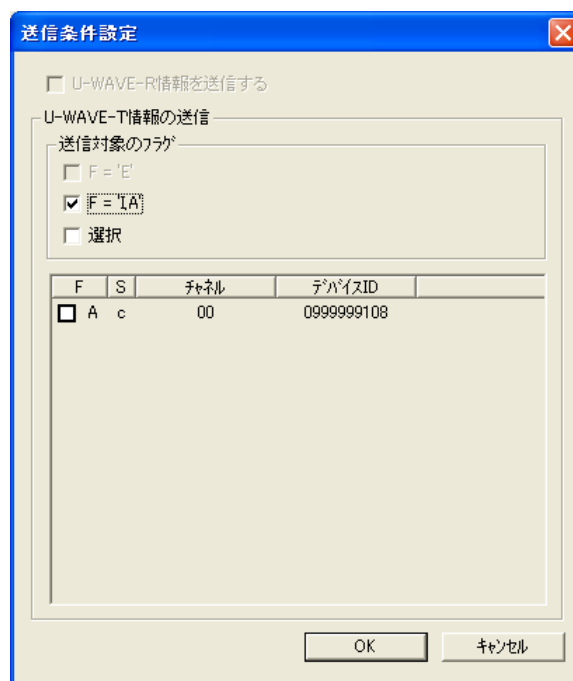 送信条件設定
U-WAVE-R情報を送信する
U-WAVE-T情報の送信
送信対象のﾌﾗｸﾞ
F = 'E'
F = 'I,A'
選択
F S ﾁｬﾈﾙ ﾃﾞﾊﾞｲｽID
A c 00 0999999108
OK ｷｬﾝｾﾙ